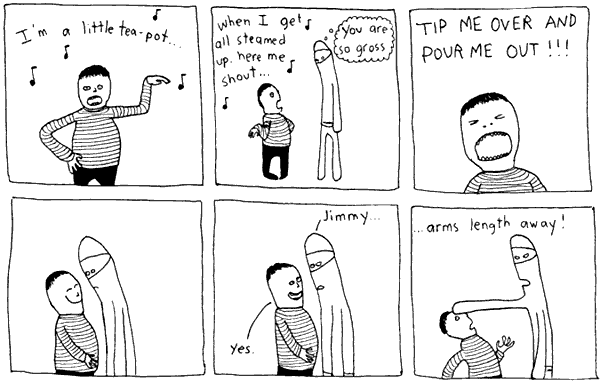 I'm a little tea-pot...
when I get
all steamed
up. here me
shout...
You are
so gross
TIP ME OVER AND
POUR ME OUT!!!
Jimmy...
Yes.
...arms length away!